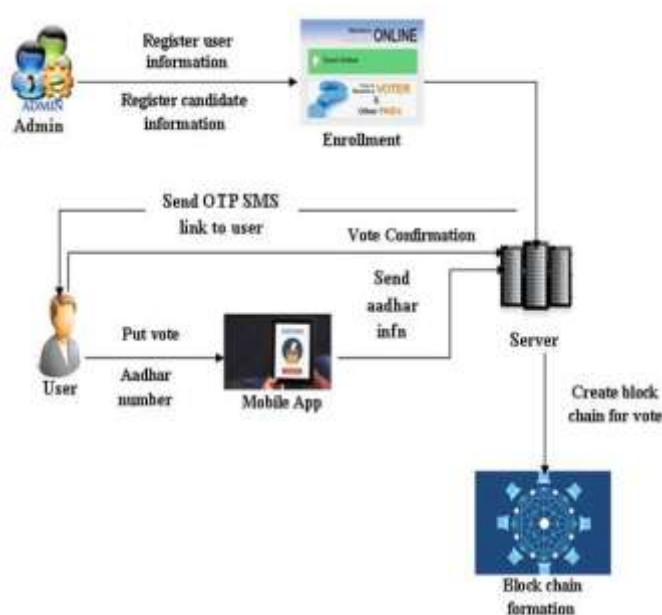 Register user
information
ONLINE
ADMIN
Admin
Register candidate
information
VOTER
&
Enrollment
Send OTP SMS
link to user
Vote Confirmation
Send
aadhar
infn
Put vote
Server
User
Aadhar
number
Mobile App
Create block
chain for vote
Block chain
formation